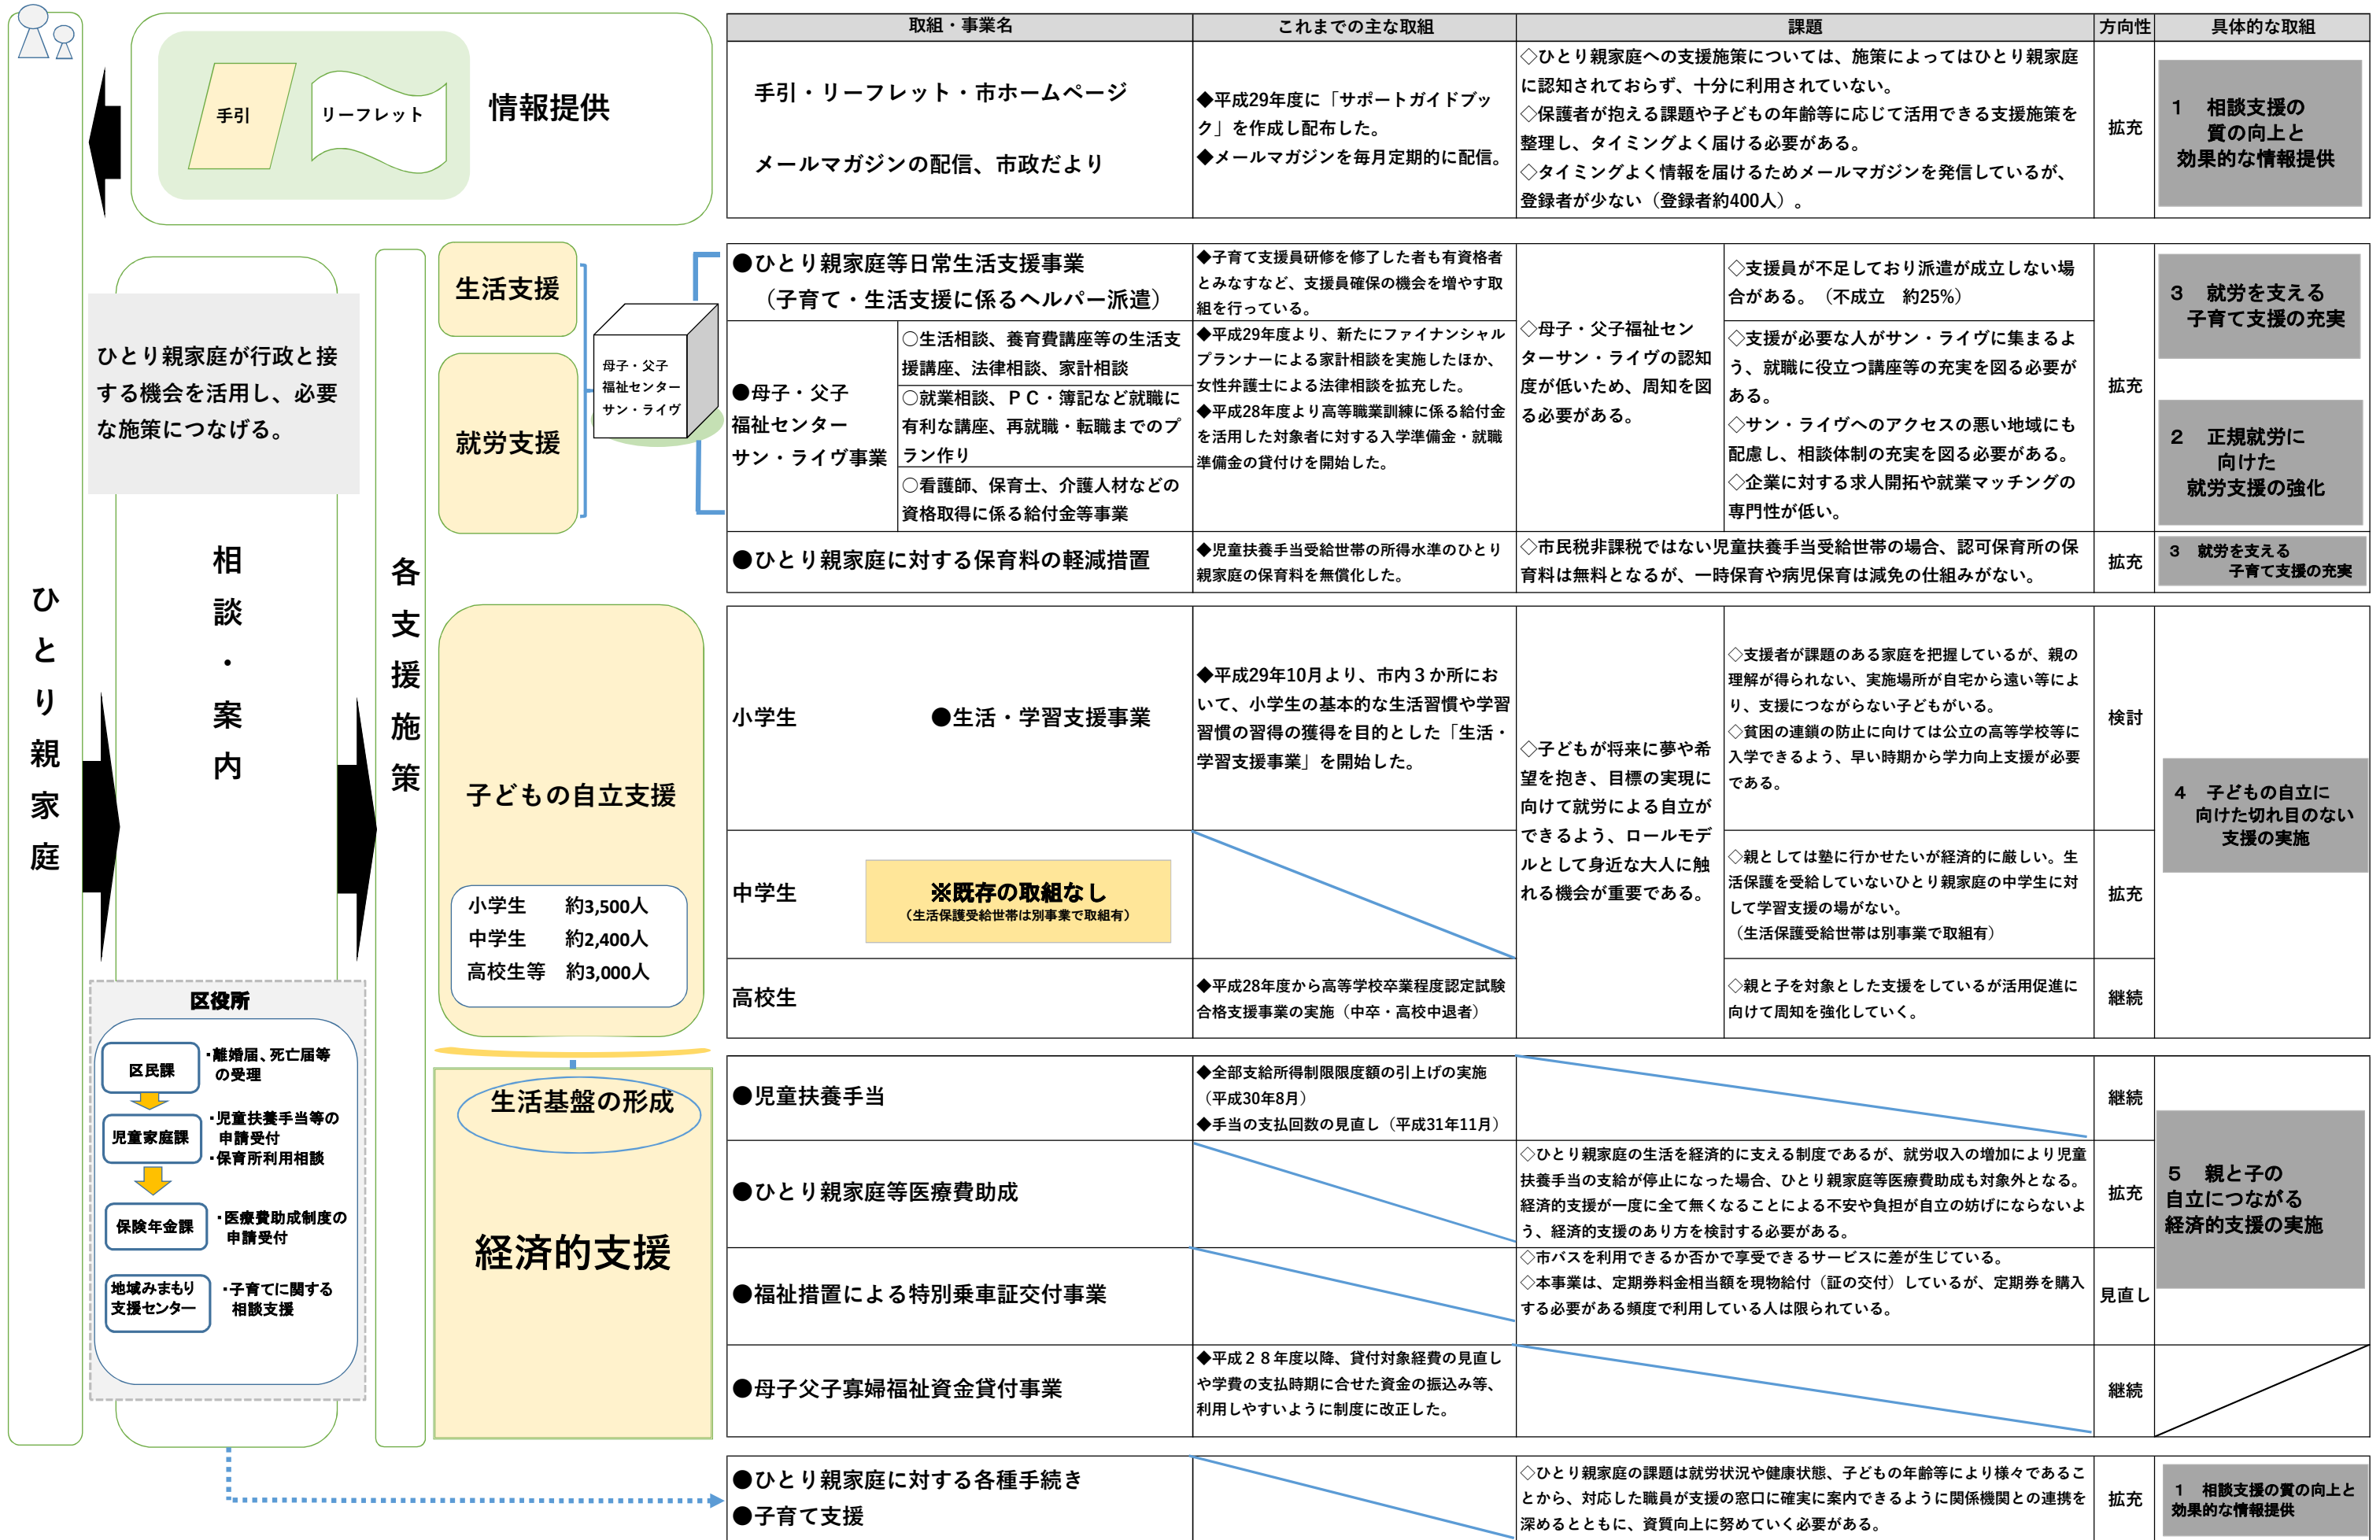 手引
リーフレット
情報提供
ひとり親家庭が行政と接
する機会を活用し、必要
な施策につなげる。
ひとり親家庭
相談・案内
各支援施策
生活支援
就労支援
母子・父子
福祉センター
サン・ライヴ
子どもの自立支援
小学生 約3,500人
中学生 約2,400人
高校生等 約3,000人
区役所
区民課
・離婚届、死亡届等
の受理
児童家庭課
・児童扶養手当等の
申請受付
・保育所利用相談
保険年金課
・医療費助成制度の
申請受付
地域みまもり
支援センター
・子育てに関する
相談支援
生活基盤の形成
経済的支援
取組・事業名 これまでの主な取組 課題 方向性 具体的な取組
手引・リーフレット・市ホームページ
メールマガジンの配信、市政だより
◆平成29年度に「サポートガイドブッ
ク」を作成し配布した。
◆メールマガジンを毎月定期的に配信。
◇ひとり親家庭への支援施策については、施策によってはひとり親家庭
に認知されておらず、十分に利用されていない。
◇保護者が抱える課題や子どもの年齢等に応じて活用できる支援施策を
整理し、タイミングよく届ける必要がある。
◇タイミングよく情報を届けるためメールマガジンを発信しているが、
登録者が少ない（登録者約400人）。
拡充
1 相談支援の
質の向上と
効果的な情報提供
●ひとり親家庭等日常生活支援事業
（子育て・生活支援に係るヘルパー派遣）
◆子育て支援員研修を修了した者も有資格者
とみなすなど、支援員確保の機会を増やす取
組を行っている。
●母子・父子
福祉センター
サン・ライヴ事業
○生活相談、養育費講座等の生活支
援講座、法律相談、家計相談
○就業相談、ＰＣ・簿記など就職に
有利な講座、再就職・転職までのプ
ラン作り
○看護師、保育士、介護人材などの
資格取得に係る給付金等事業
◆平成29年度より、新たにファイナンシャル
プランナーによる家計相談を実施したほか、
女性弁護士による法律相談を拡充した。
◆平成28年度より高等職業訓練に係る給付金
を活用した対象者に対する入学準備金・就職
準備金の貸付けを開始した。
◇母子・父子福祉セン
ターサン・ライヴの認知
度が低いため、周知を図
る必要がある。
◇支援員が不足しており派遣が成立しない場
合がある。（不成立 約25%）
◇支援が必要な人がサン・ライヴに集まるよ
う、就職に役立つ講座等の充実を図る必要が
ある。
◇サン・ライヴへのアクセスの悪い地域にも
配慮し、相談体制の充実を図る必要がある。
◇企業に対する求人開拓や就業マッチングの
専門性が低い。
拡充
3 就労を支える
子育て支援の充実
2 正規就労に
向けた
就労支援の強化
●ひとり親家庭に対する保育料の軽減措置
◆児童扶養手当受給世帯の所得水準のひとり
親家庭の保育料を無償化した。
◇市民税非課税ではない児童扶養手当受給世帯の場合、認可保育所の保
育料は無料となるが、一時保育や病児保育は減免の仕組みがない。
拡充
3 就労を支える
子育て支援の充実
小学生 ●生活・学習支援事業
◆平成29年10月より、市内３か所にお
いて、小学生の基本的な生活習慣や学習
習慣の習得の獲得を目的とした「生活・
学習支援事業」を開始した。
◇子どもが将来に夢や希
望を抱き、目標の実現に
向けて就労による自立が
できるよう、ロールモデ
ルとして身近な大人に触
れる機会が重要である。
◇支援者が課題のある家庭を把握しているが、親の
理解が得られない、実施場所が自宅から遠い等によ
り、支援につながらない子どもがいる。
◇貧困の連鎖の防止に向けては公立の高等学校等に
入学できるよう、早い時期から学力向上支援が必要
である。
検討
4 子どもの自立に
向けた切れ目のない
支援の実施
中学生
※既存の取組なし
（生活保護受給世帯は別事業で取組有）
◇親としては塾に行かせたいが経済的に厳しい。生
活保護を受給していないひとり親家庭の中学生に対
して学習支援の場がない。
（生活保護受給世帯は別事業で取組有）
拡充
高校生
◆平成28年度から高等学校卒業程度認定試験
合格支援事業の実施（中卒・高校中退者）
◇親と子を対象とした支援をしているが活用促進に
向けて周知を強化していく。
継続
●児童扶養手当
◆全部支給所得制限限度額の引上げの実施
（平成30年8月）
◆手当の支払回数の見直し（平成31年11月）
継続
●ひとり親家庭等医療費助成
◇ひとり親家庭の生活を経済的に支える制度であるが、就労収入の増加により児童
扶養手当の支給が停止になった場合、ひとり親家庭等医療費助成も対象外となる。
経済的支援が一度に全て無くなることによる不安や負担が自立の妨げにならないよ
う、経済的支援のあり方を検討する必要がある。
拡充
5 親と子の
自立につながる
経済的支援の実施
●福祉措置による特別乗車証交付事業
◇市バスを利用できるか否かで享受できるサービスに差が生じている。
◇本事業は、定期券料金相当額を現物給付（証の交付）しているが、定期券を購入
する必要がある頻度で利用している人は限られている。
見直し
●母子父子寡婦福祉資金貸付事業
◆平成２８年度以降、貸付対象経費の見直し
や学費の支払時期に合せた資金の振込み等、
利用しやすいように制度に改正した。
継続
●ひとり親家庭に対する各種手続き
●子育て支援
◇ひとり親家庭の課題は就労状況や健康状態、子どもの年齢等により様々であるこ
とから、対応した職員が支援の窓口に確実に案内できるように関係機関との連携を
深めるとともに、資質向上に努めていく必要がある。
拡充
1 相談支援の質の向上と
効果的な情報提供